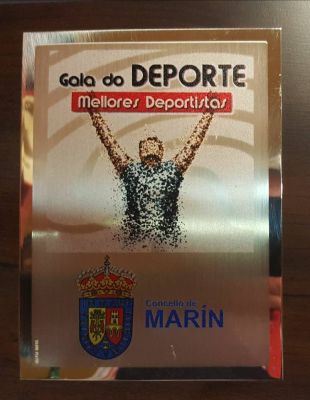 Gala do DEPORTE
Mellores Deportistas
Concello de
MARÍN